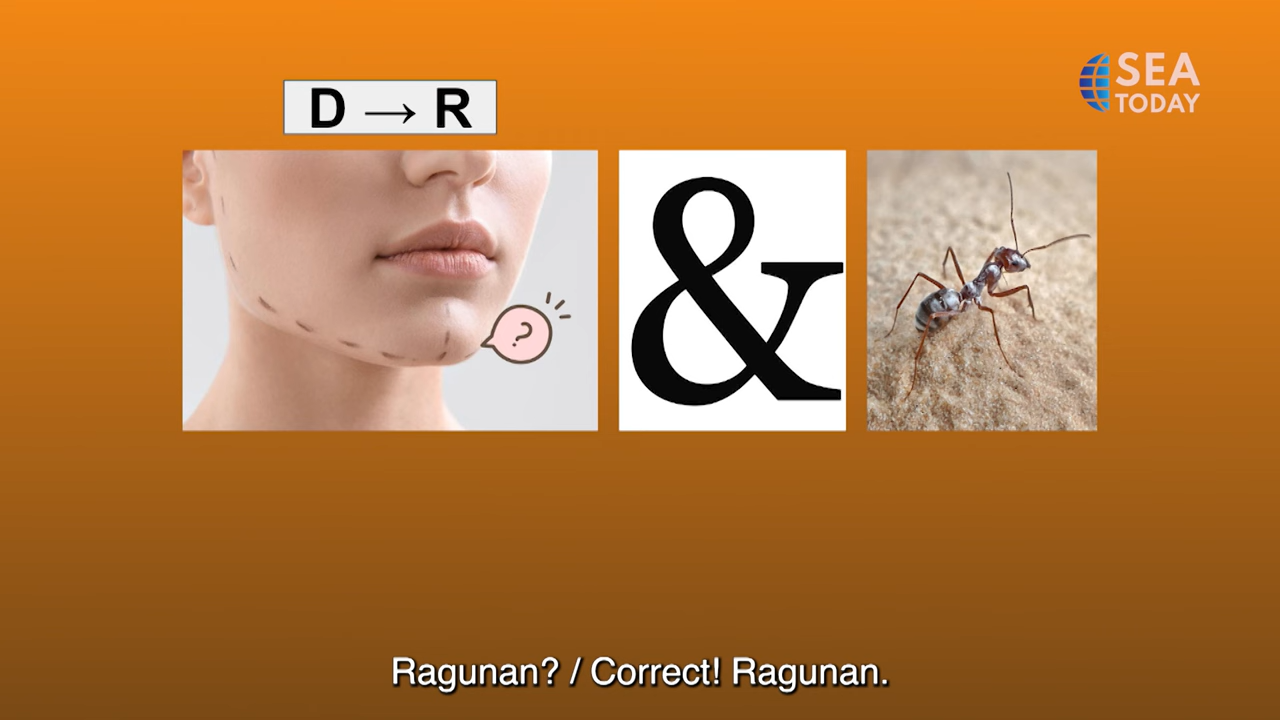 SEA
TODAY
D → R
?
&
Ragunan? / Correct! Ragunan.